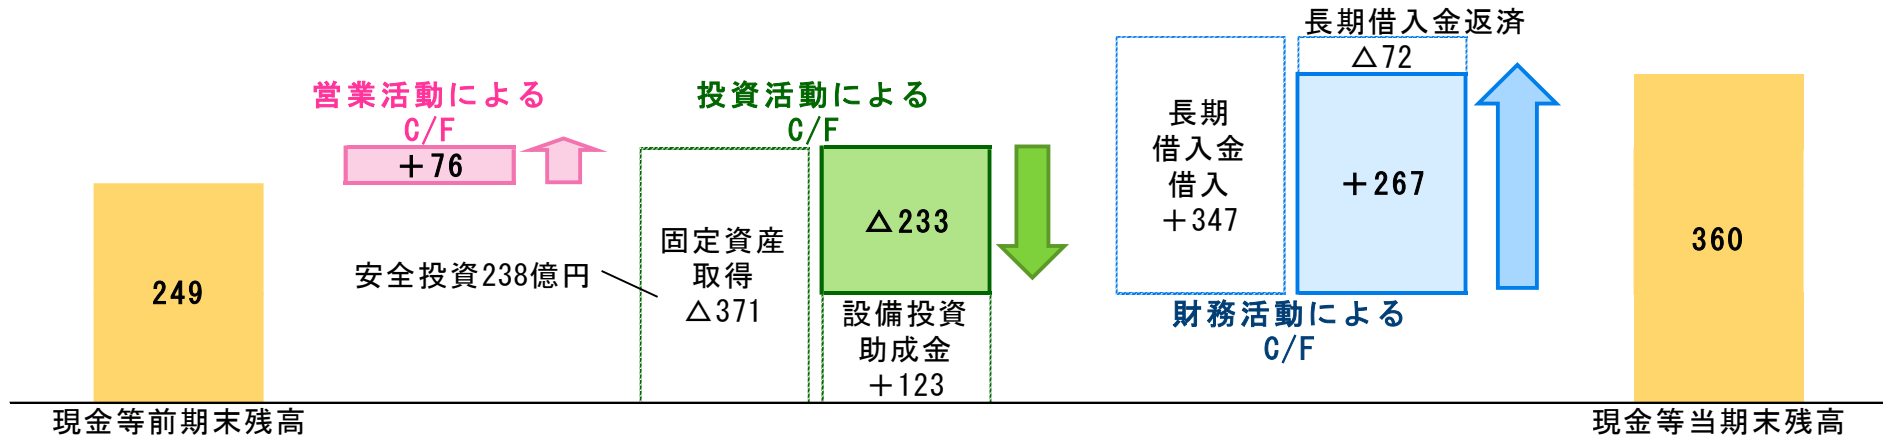 249
現金等前期末残高
営業活動による
C/F
＋76
投資活動による
C/F
安全投資238億円
固定資産
取得
△371
△233
設備投資
助成金
＋123
長期
借入金
借入
＋347
長期借入金返済
△72
＋267
財務活動による
C/F
360
現金等当期末残高